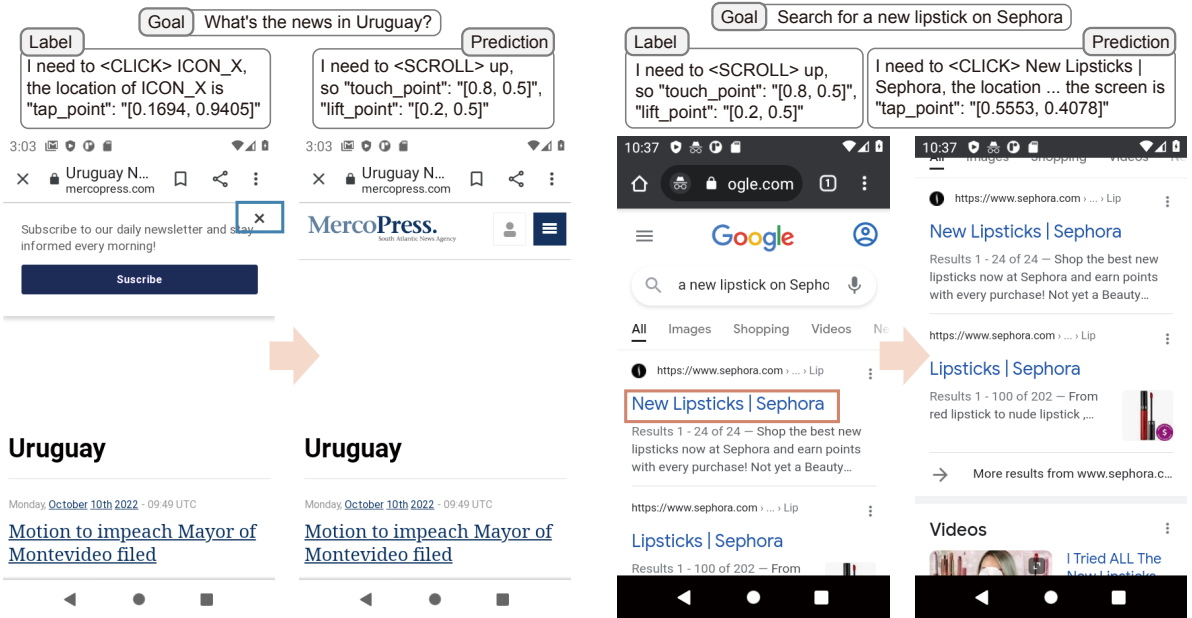 Goal What's the news in Uruguay?
Label
I need to <CLICK> ICON_X,
the location of ICON_X is
"tap_point": "[0.1694, 0.9405]"
Prediction
I need to <SCROLL> up,
so "touch_point": "[0.8, 0.5]",
"lift_point": "[0.2, 0.5]"
3:03
Uruguay N...
mercopress.com
Subscribe to our daily newsletter and stay
informed every morning!
Suscribe
Uruguay
Monday, October 10th 2022 - 09:49 UTC
Motion to impeach Mayor of
Montevideo filed
3:03
Uruguay N...
mercopress.com
MercoPress.
South Atlantic News Agency
Uruguay
Monday, October 10th 2022 - 09:49 UTC
Motion to impeach Mayor of
Montevideo filed
Goal Search for a new lipstick on Sephora
Label
I need to <SCROLL> up,
so "touch_point": "[0.8, 0.5]",
"lift_point": "[0.2, 0.5]"
Prediction
I need to <CLICK> New Lipsticks |
Sephora, the location ... the screen is
"tap_point": "[0.5553, 0.4078]"
10:37
ogle.com 1
Google
a new lipstick on Sepho
All Images Shopping Videos Ne
https://www.sephora.com › ... › Lip
New Lipsticks | Sephora
Results 1 - 24 of 24 — Shop the best new
lipsticks now at Sephora and earn points
with every purchase! Not yet a Beauty...
https://www.sephora.com › ... › Lip
Lipsticks | Sephora
Results 1 - 100 of 202 — From
10:37
All Images Shopping Videos Ne
https://www.sephora.com › ... › Lip
New Lipsticks | Sephora
Results 1 - 24 of 24 — Shop the best new
lipsticks now at Sephora and earn points
with every purchase! Not yet a Beauty...
https://www.sephora.com › ... › Lip
Lipsticks | Sephora
Results 1 - 100 of 202 — From
red lipstick to nude lipstick ,...
$
More results from www.sephora.c...
Videos
I Tried ALL The
New Lipsticks